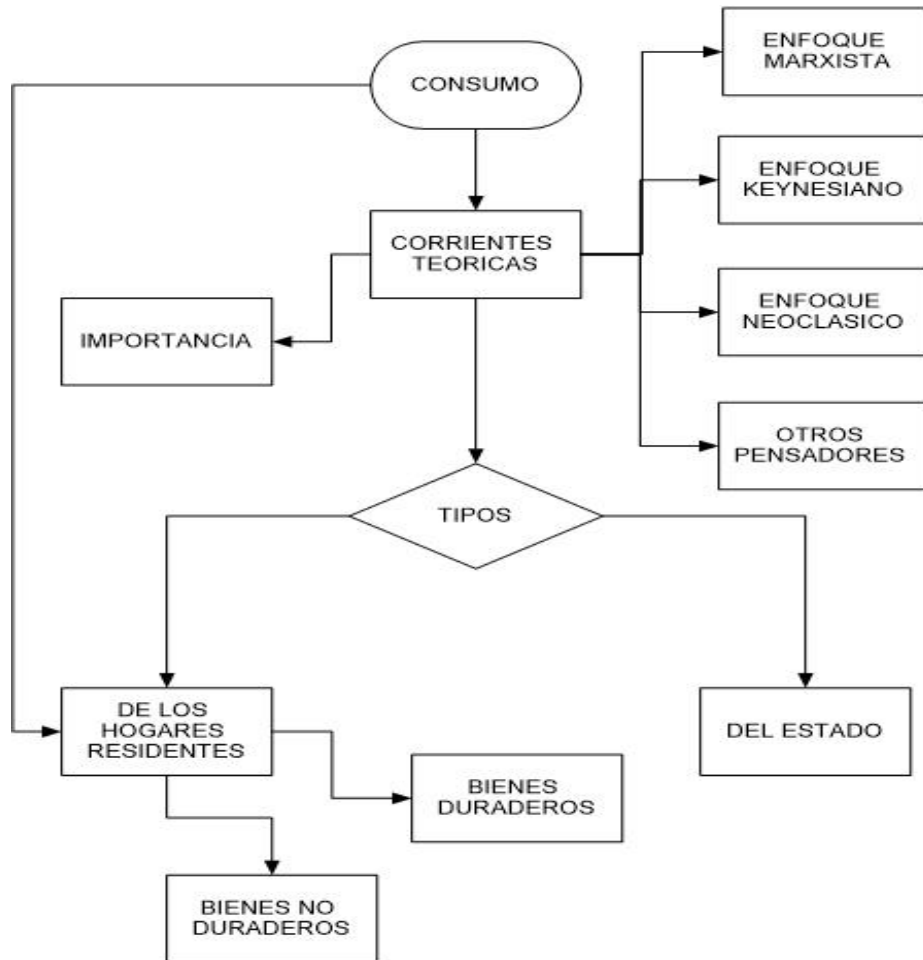 ENFOQUE
MARXISTA
CONSUMO
ENFOQUE
KEYNESIANO
CORRIENTES
TEORICAS
ENFOQUE
NEOCLASICO
IMPORTANCIA
OTROS
PENSADORES
TIPOS
DE LOS
HOGARES
RESIDENTES
DEL ESTADO
BIENES
DURADEROS
BIENES NO
DURADEROS